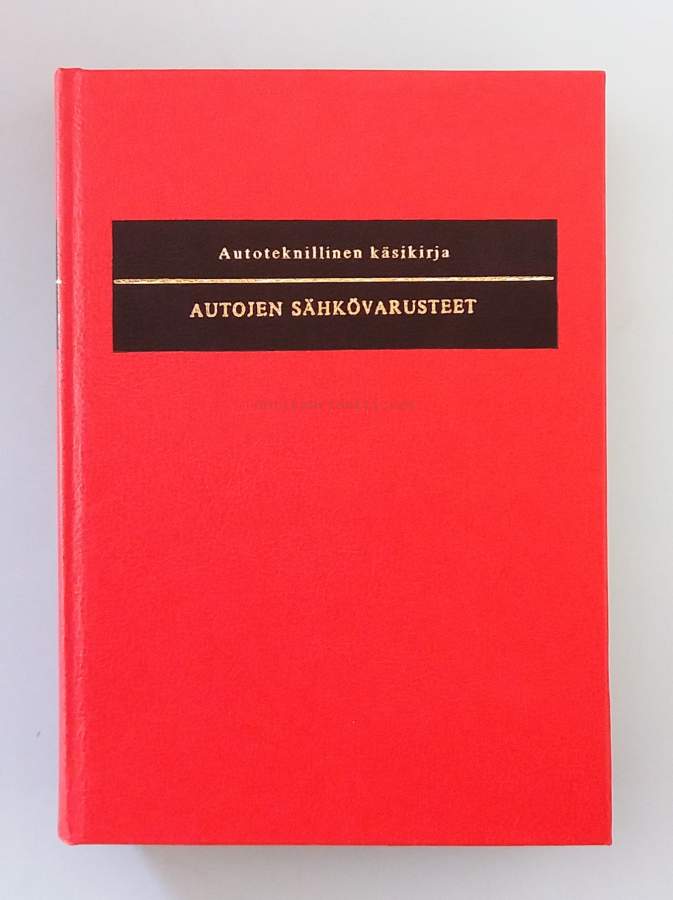 Autoteknillinen käsikirja
AUTOJEN SÄHKÖVARUSTEET